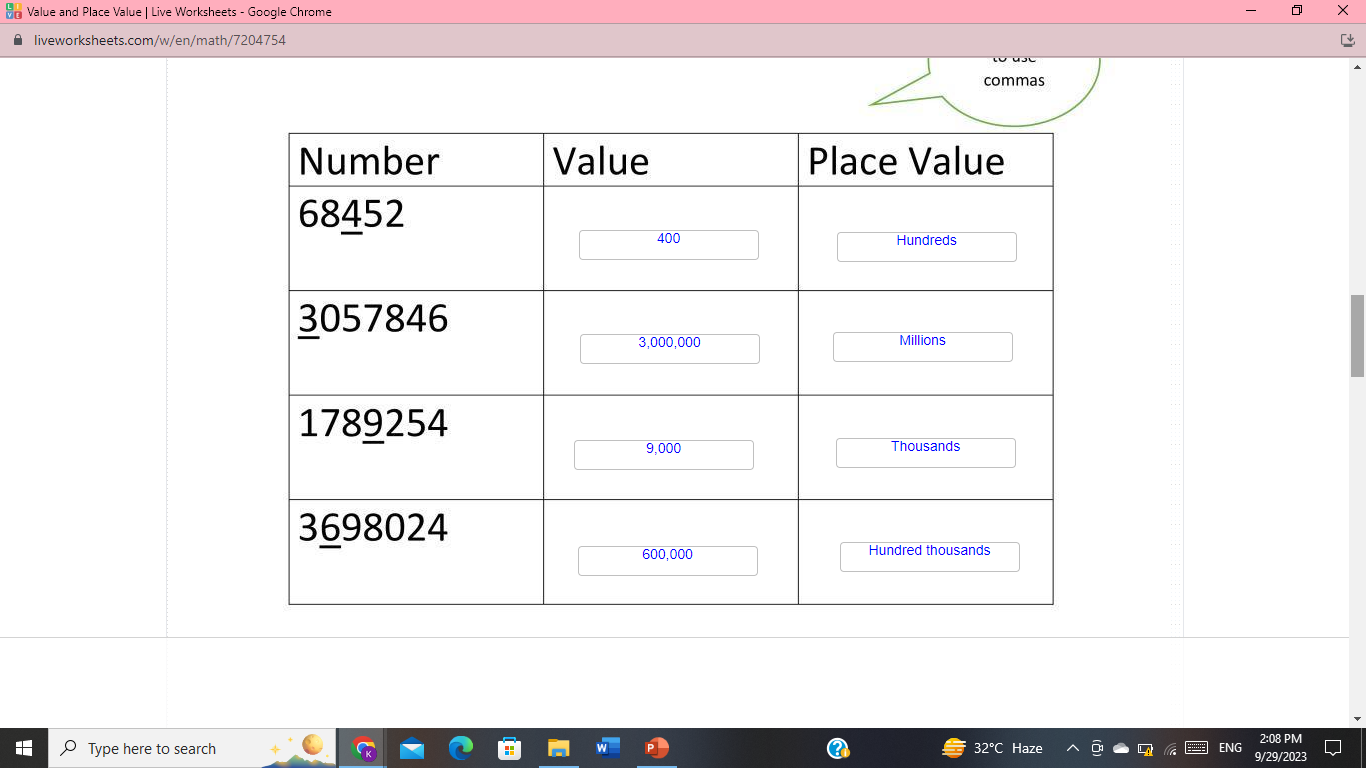 Value and Place Value | Live Worksheets - Google Chrome
liveworksheets.com/w/en/math/7204754
to use
commas
Number Value Place Value
68452 400 Hundreds
3057846 3,000,000 Millions
1789254 9,000 Thousands
3698024 600,000 Hundred thousands
Type here to search
K
W
P
32°C Haze
ENG
2:08 PM
9/29/2023